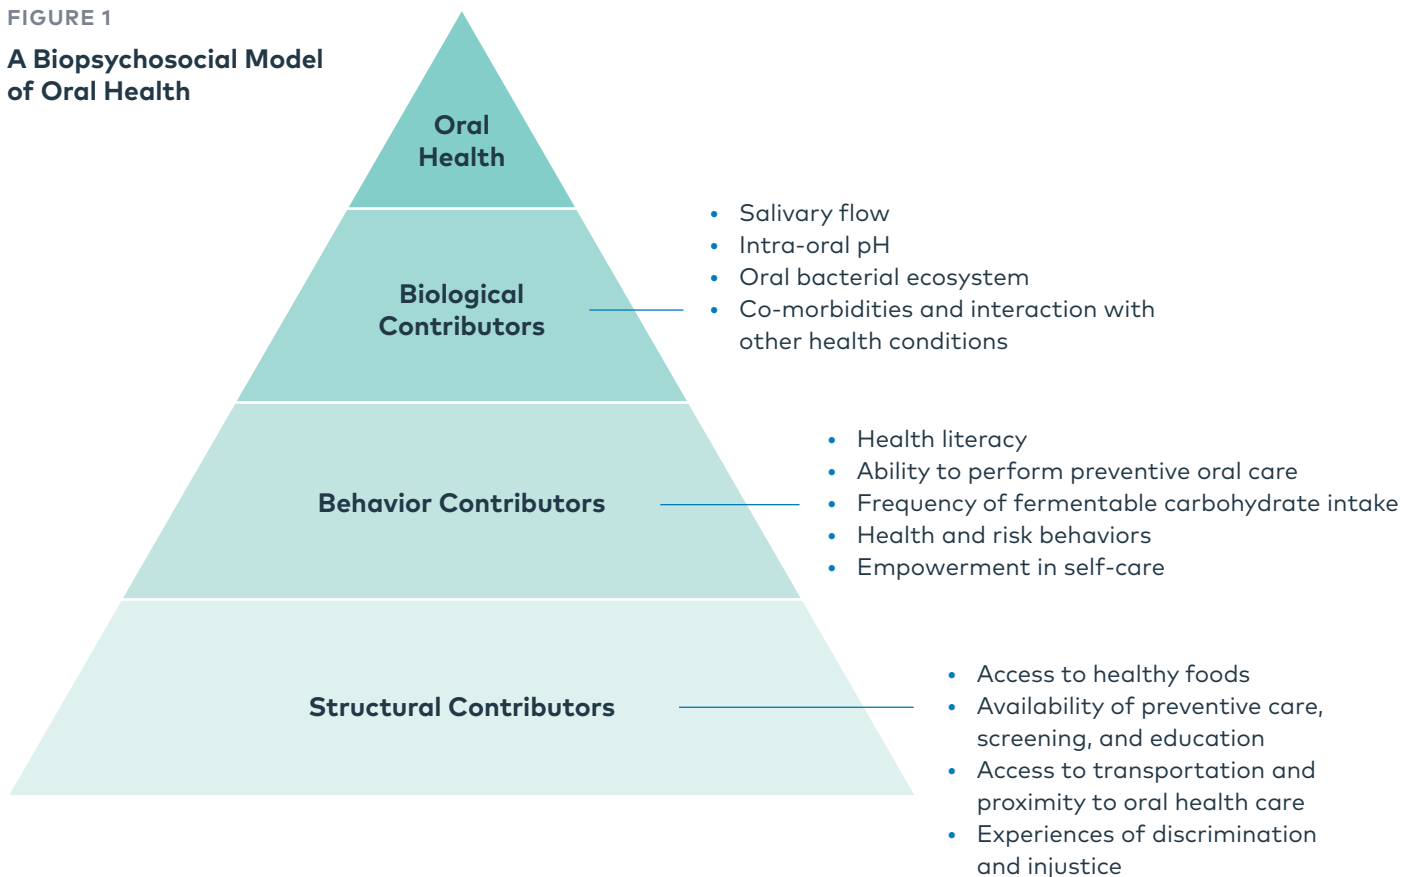 FIGURE 1
A Biopsychosocial Model
of Oral Health
Oral
Health
Biological
Contributors
• Salivary flow
• Intra-oral pH
• Oral bacterial ecosystem
• Co-morbidities and interaction with
other health conditions
Behavior Contributors
• Health literacy
• Ability to perform preventive oral care
• Frequency of fermentable carbohydrate intake
• Health and risk behaviors
• Empowerment in self-care
Structural Contributors
• Access to healthy foods
• Availability of preventive care,
screening, and education
• Access to transportation and
proximity to oral health care
• Experiences of discrimination
and injustice